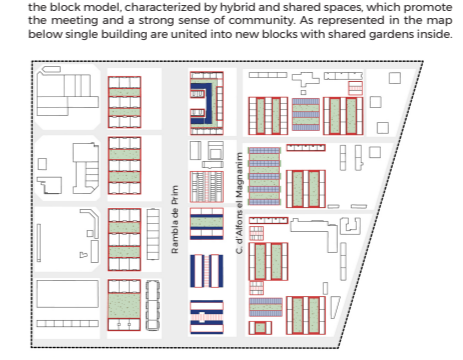 the block model, characterized by hybrid and shared spaces, which promote
the meeting and a strong sense of community. As represented in the map
below single building are united into new blocks with shared gardens inside.
Rambla de Prim
C. d'Alfons el Magnanim